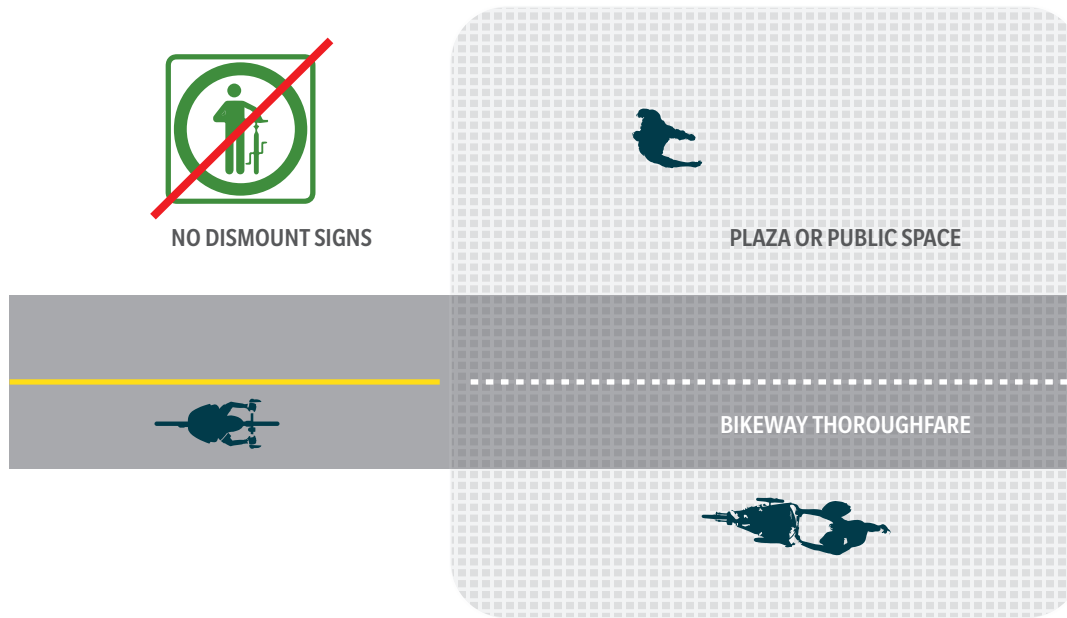 NO DISMOUNT SIGNS
PLAZA OR PUBLIC SPACE
BIKEWAY THOROUGHFARE